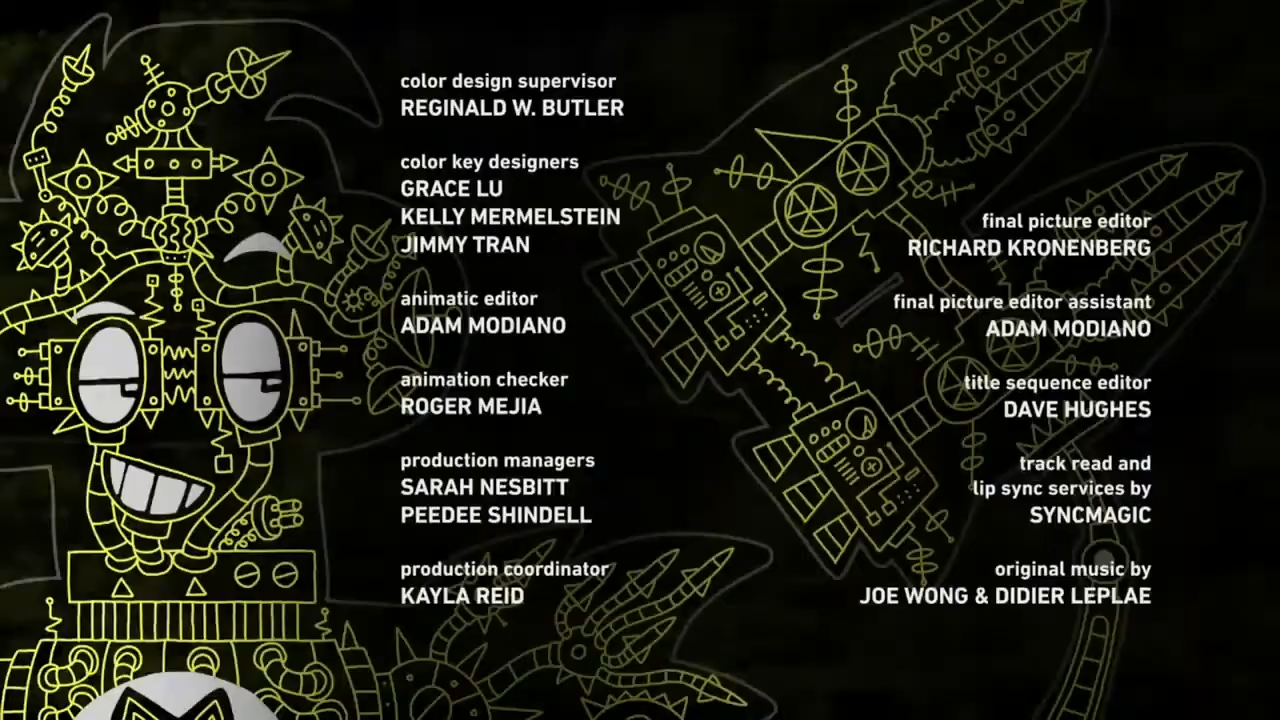 color design supervisor
REGINALD W. BUTLER
color key designers
GRACE LU
KELLY MERMELSTEIN
JIMMY TRAN
animatic editor
ADAM MODIANO
animation checker
ROGER MEJIA
production managers
SARAH NESBITT
PEEDEE SHINDELL
production coordinator
KAYLA REID
final picture editor
RICHARD KRONENBERG
final picture editor assistant
ADAM MODIANO
title sequence editor
DAVE HUGHES
track read and
lip sync services by
SYNCMAGIC
original music by
JOE WONG & DIDIER LEPLAE